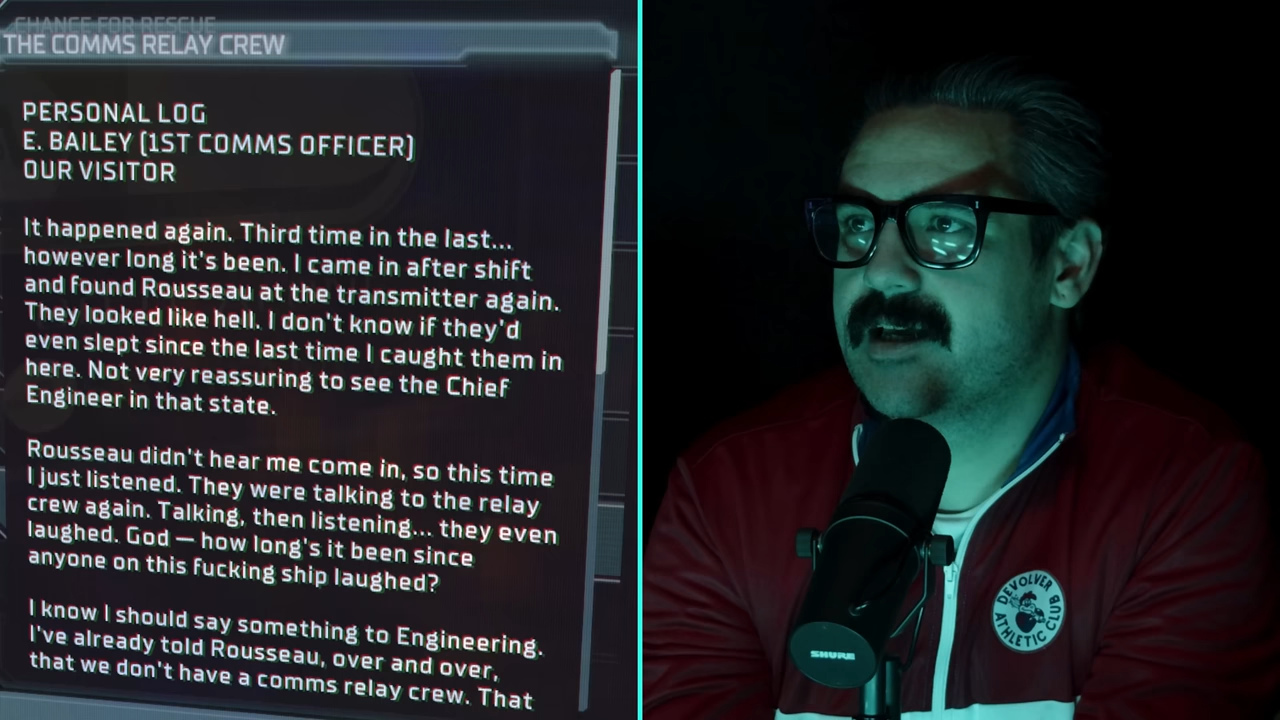 CHANCE FOR RESCUE
THE COMMS RELAY CREW
PERSONAL LOG
E. BAILEY [1ST COMMS OFFICER]
OUR VISITOR
It happened again. Third time in the last...
however long it's been. I came in after shift
and found Rousseau at the transmitter again.
They looked like hell. I don't know if they'd
even slept since the last time I caught them in
here. Not very reassuring to see the Chief
Engineer in that state.
Rousseau didn't hear me come in, so this time
I just listened. They were talking to the relay
crew again. Talking, then listening... they even
laughed. God — how long's it been since
anyone on this fucking ship laughed?
I know I should say something to Engineering.
I've already told Rousseau, over and over,
that we don't have a comms relay crew. That
DEVOLVER
ATHLETIC CLUB
SHURE